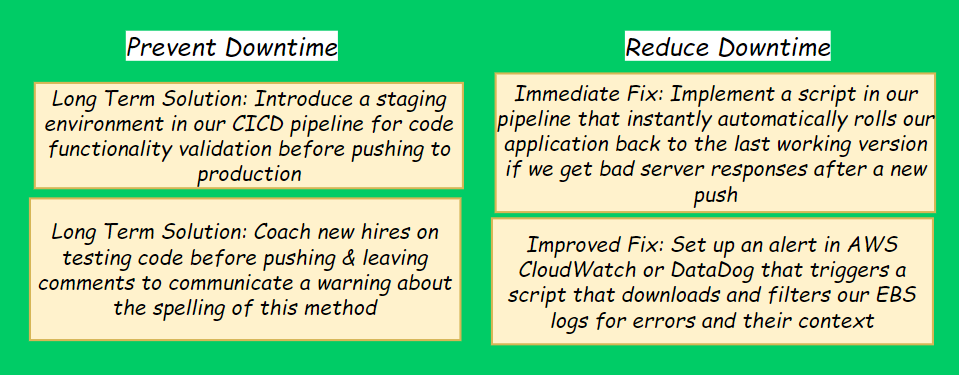 Prevent Downtime
Long Term Solution: Introduce a staging
environment in our CICD pipeline for code
functionality validation before pushing to
production
Long Term Solution: Coach new hires on
testing code before pushing & leaving
comments to communicate a warning about
the spelling of this method
Reduce Downtime
Immediate Fix: Implement a script in our
pipeline that instantly automatically rolls our
application back to the last working version
if we get bad server responses after a new
push
Improved Fix: Set up an alert in AWS
CloudWatch or DataDog that triggers a
script that downloads and filters our EBS
logs for errors and their context